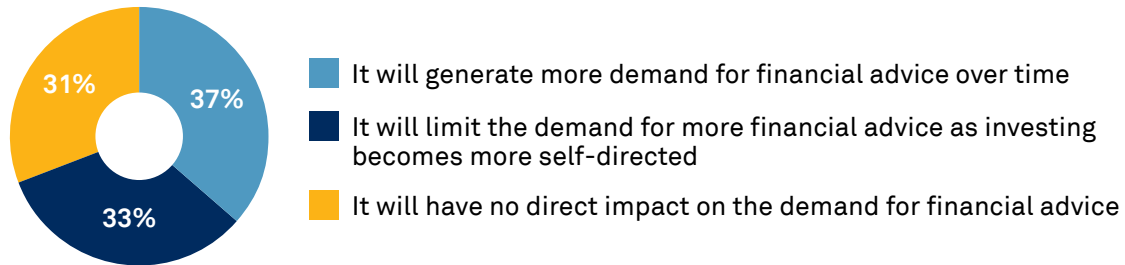 31%
37%
33%
It will generate more demand for financial advice over time
It will limit the demand for more financial advice as investing
becomes more self-directed
It will have no direct impact on the demand for financial advice